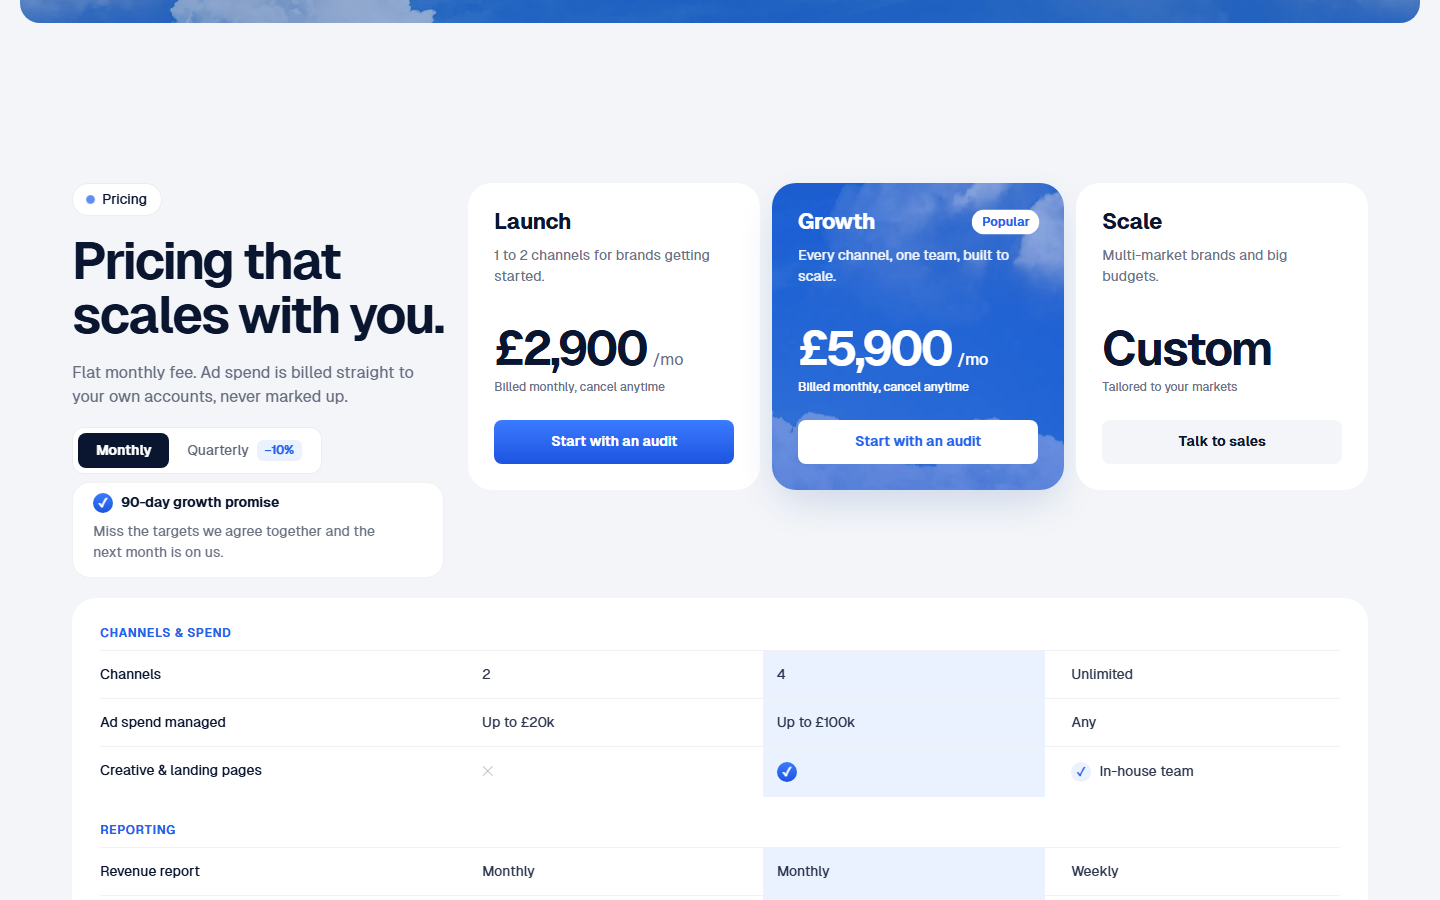 Pricing
Pricing that
scales with you.
Flat monthly fee. Ad spend is billed straight to
your own accounts, never marked up.
Monthly
Quarterly
−10%
90-day growth promise
Miss the targets we agree together and the
next month is on us.
Launch
1 to 2 channels for brands getting
started.
£2,900 /mo
Billed monthly, cancel anytime
Start with an audit
Growth
Popular
Every channel, one team, built to
scale.
£5,900 /mo
Billed monthly, cancel anytime
Start with an audit
Scale
Multi-market brands and big
budgets.
Custom
Tailored to your markets
Talk to sales
CHANNELS & SPEND
Channels 2 4 Unlimited
Ad spend managed Up to £20k Up to £100k Any
Creative & landing pages In-house team
REPORTING
Revenue report Monthly Monthly Weekly